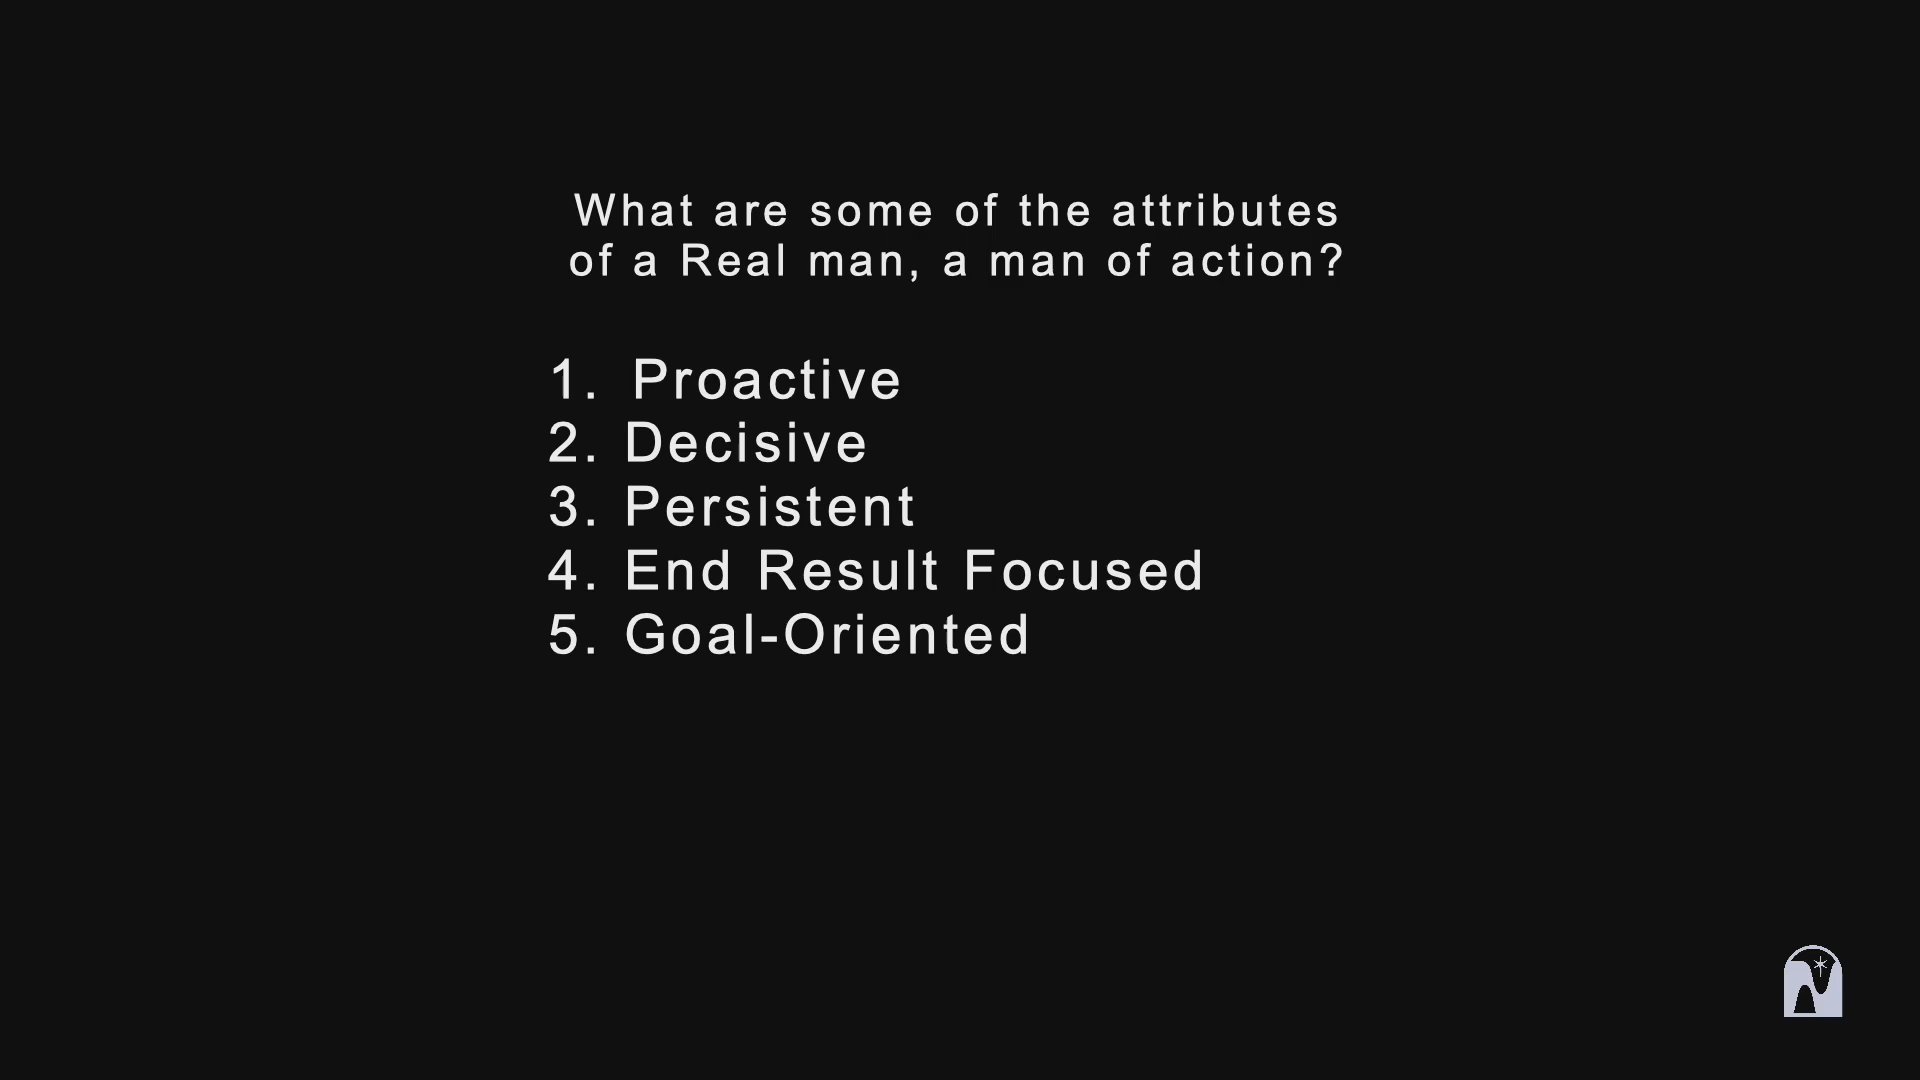 What are some of the attributes
of a Real man, a man of action?
1. Proactive
2. Decisive
3. Persistent
4. End Result Focused
5. Goal-Oriented